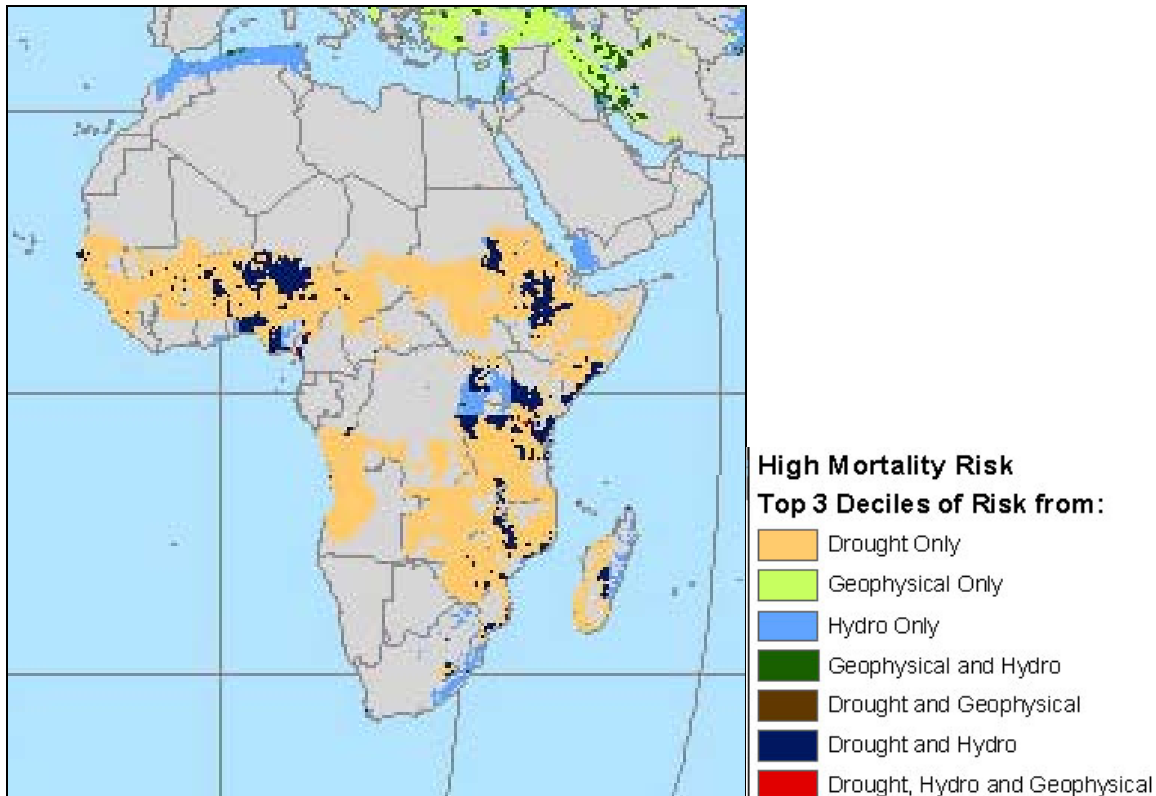 High Mortality Risk
Top 3 Deciles of Risk from:
Drought Only
Geophysical Only
Hydro Only
Geophysical and Hydro
Drought and Geophysical
Drought and Hydro
Drought, Hydro and Geophysical